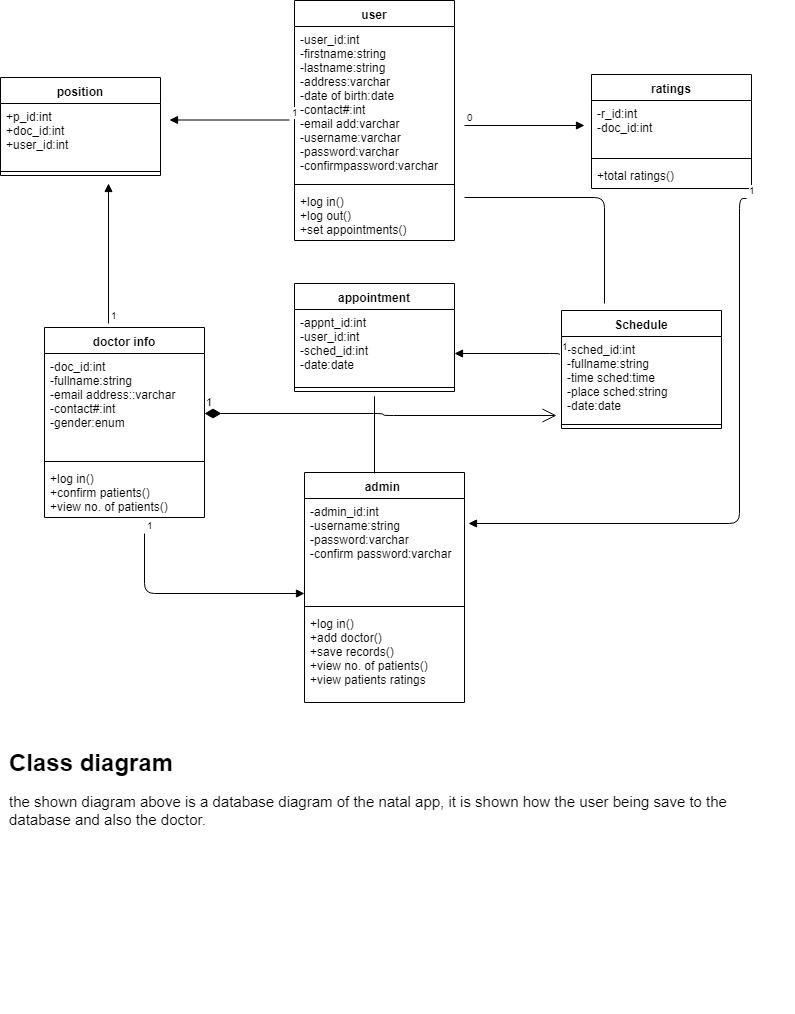 user
-user_id:int
-firstname:string
-lastname:string
-address:varchar
-date of birth:date
-contact#:int
-email add:varchar
-username:varchar
-password:varchar
-confirmpassword:varchar
+log in()
+log out()
+set appointments()
position
+p_id:int
+doc_id:int
+user_id:int
1
0
ratings
-r_id:int
-doc_id:int
+total ratings()
1
1
doctor info
-doc_id:int
-fullname:string
-email address::varchar
-contact#:int
-gender:enum
+log in()
+confirm patients()
+view no. of patients()
1
1
appointment
-appnt_id:int
-user_id:int
-sched_id:int
-date:date
Schedule
1
-sched_id:int
-fullname:string
-time sched:time
-place sched:string
-date:date
admin
-admin_id:int
-username:string
-password:varchar
-confirm password:varchar
+log in()
+add doctor()
+save records()
+view no. of patients()
+view patients ratings
Class diagram
the shown diagram above is a database diagram of the natal app, it is shown how the user being save to the
database and also the doctor.